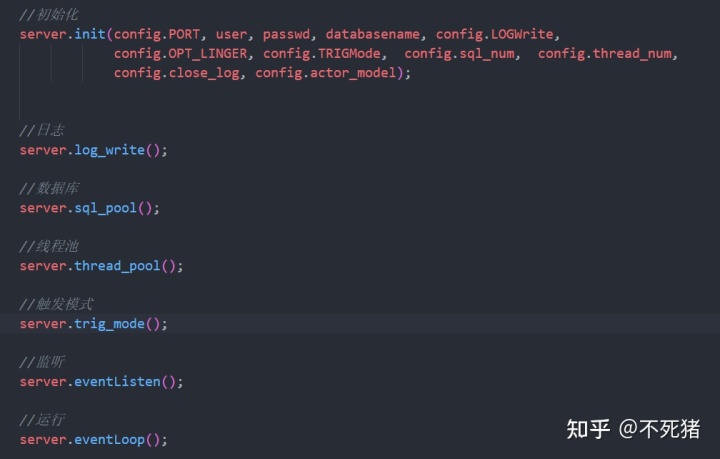 //初始化
server.init(config.PORT, user, passwd, databasename, config.LOGWrite,
config.OPT_LINGER, config.TRIGMode, config.sql_num, config.thread_num,
config.close_log, config.actor_model);
//日志
server.log_write();
//数据库
server.sql_pool();
//线程池
server.thread_pool();
//触发模式
server.trig_mode();
//监听
server.eventListen();
//运行
server.eventLoop();
知乎 @不死猪